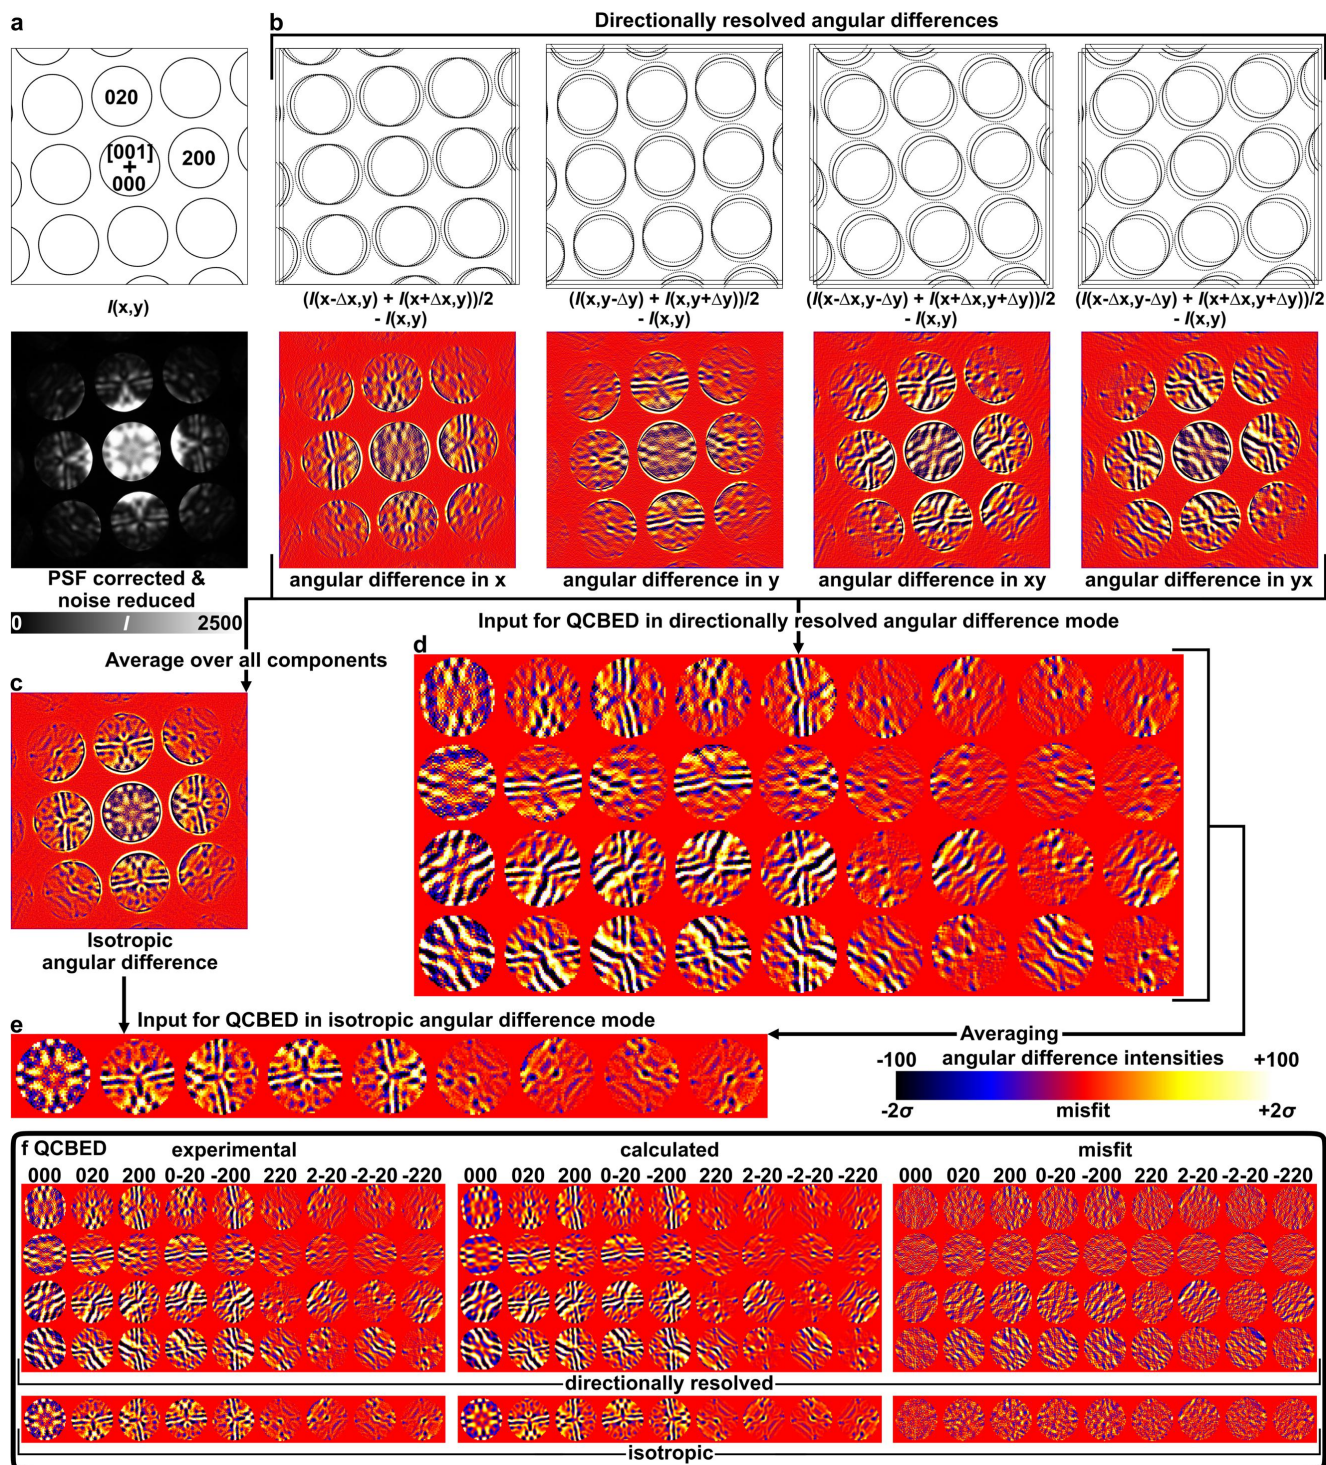 a
b
Directionally resolved angular differences
020
[001]
+
000
200
I(x,y)
(I(x-Δx,y) + I(x+Δx,y))/2
- I(x,y)
(I(x,y-Δy) + I(x,y+Δy))/2
- I(x,y)
(I(x-Δx,y-Δy) + I(x+Δx,y+Δy))/2
- I(x,y)
(I(x-Δx,y-Δy) + I(x+Δx,y+Δy))/2
- I(x,y)
PSF corrected &
noise reduced
0 I 2500
angular difference in x
angular difference in y
angular difference in xy
angular difference in yx
Input for QCBED in directionally resolved angular difference mode
Average over all components
c
d
Isotropic
angular difference
Input for QCBED in isotropic angular difference mode
e
Averaging
-100 angular difference intensities +100
-2σ misfit +2σ
f QCBED experimental calculated misfit
000 020 200 0-20 -200 220 2-20 -2-20 -220 000 020 200 0-20 -200 220 2-20 -2-20 -220 000 020 200 0-20 -200 220 2-20 -2-20 -220
directionally resolved
isotropic